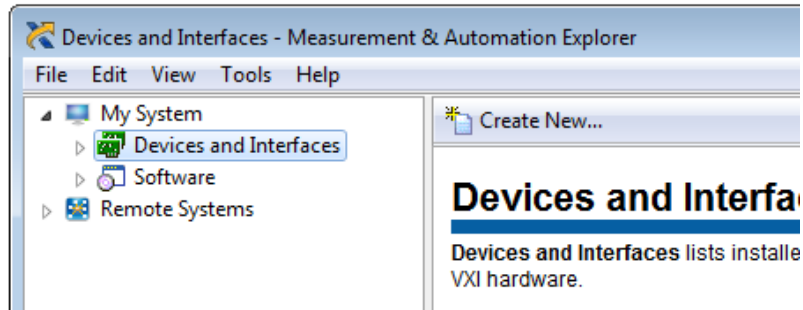 Devices and Interfaces - Measurement & Automation Explorer
File Edit View Tools Help
My System
Devices and Interfaces
Software
Remote Systems
Create New...
Devices and Interfa
Devices and Interfaces lists installe
VXI hardware.